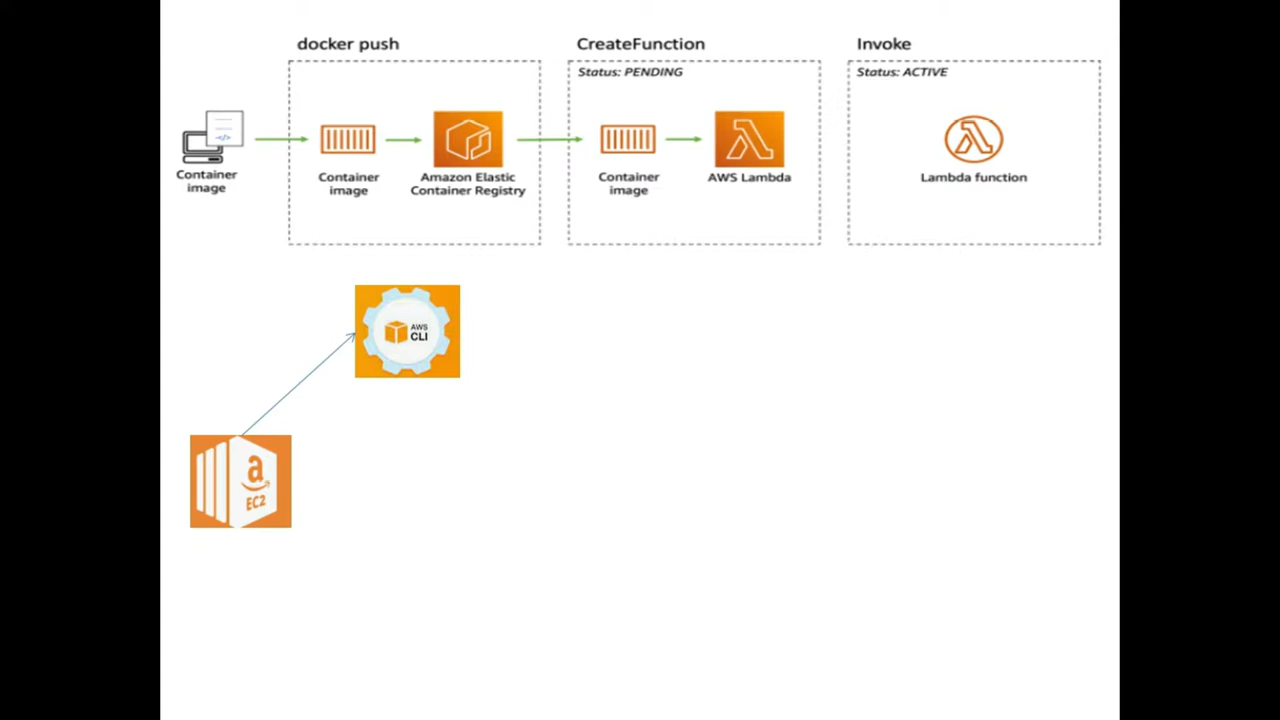 docker push
CreateFunction
Invoke
Status: PENDING
Status: ACTIVE
</>
Container
image
Container
image
Amazon Elastic
Container Registry
Container
image
AWS Lambda
Lambda function
AWS
CLI
a
EC2